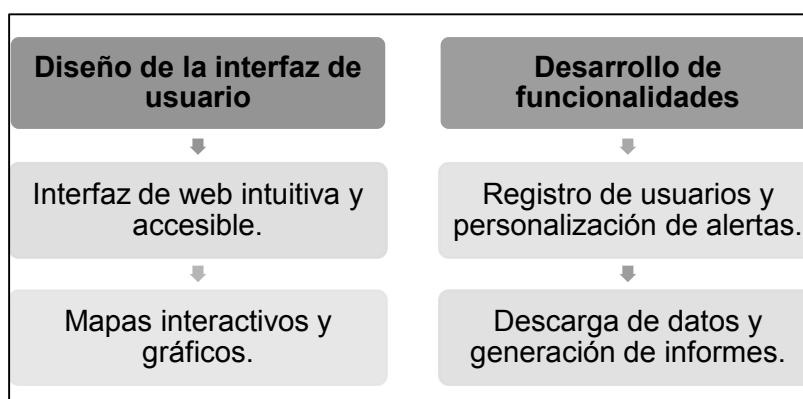 Diseño de la interfaz de
usuario
Interfaz de web intuitiva y
accesible.
Mapas interactivos y
gráficos.
Desarrollo de
funcionalidades
Registro de usuarios y
personalización de alertas.
Descarga de datos y
generación de informes.